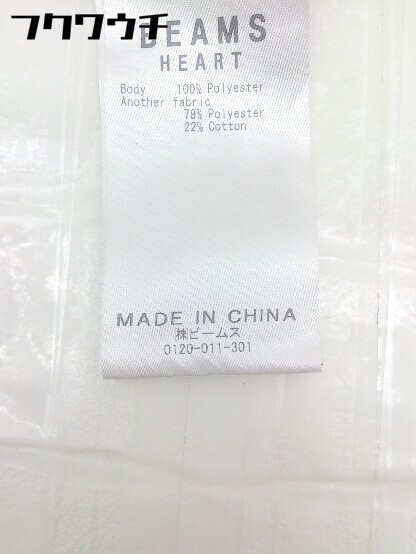 フクウウチ
BEAMS
HEART
Body 100% Polyester
Another fabric
78% Polyester
22% Cotton
MADE IN CHINA
㈱ビームス
0120-011-301